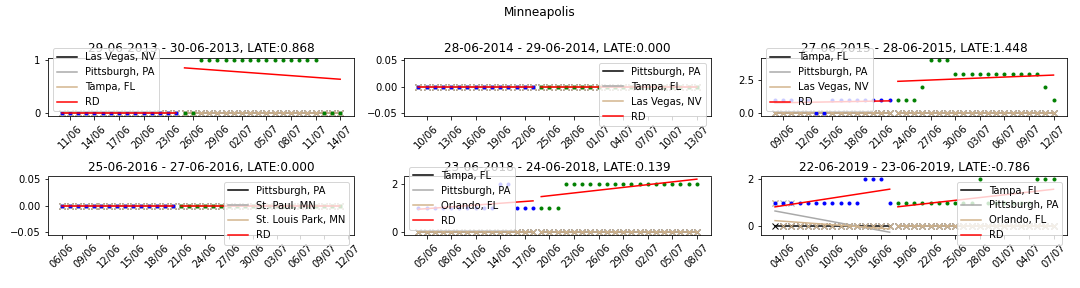 Minneapolis
29-06-2013 - 30-06-2013, LATE:0.868
1
0
Las Vegas, NV
Pittsburgh, PA
Tampa, FL
RD
11/06 14/06 17/06 20/06 23/06 26/06 29/06 02/07 05/07 08/07 11/07 14/07
28-06-2014 - 29-06-2014, LATE:0.000
0.05
0.00
−0.05
Pittsburgh, PA
Tampa, FL
Las Vegas, NV
RD
10/06 13/06 16/06 19/06 22/06 25/06 28/06 01/07 04/07 07/07 10/07 13/07
27-06-2015 - 28-06-2015, LATE:1.448
2.5
0.0
Tampa, FL
Pittsburgh, PA
Las Vegas, NV
RD
09/06 12/06 15/06 18/06 21/06 24/06 27/06 30/06 03/07 06/07 09/07 12/07
25-06-2016 - 27-06-2016, LATE:0.000
0.05
0.00
−0.05
Pittsburgh, PA
St. Paul, MN
St. Louis Park, MN
RD
06/06 09/06 12/06 15/06 18/06 21/06 24/06 27/06 30/06 03/07 06/07 09/07 12/07
23-06-2018 - 24-06-2018, LATE:0.139
2
0
Tampa, FL
Pittsburgh, PA
Orlando, FL
RD
05/06 08/06 11/06 14/06 17/06 20/06 23/06 26/06 29/06 02/07 05/07 08/07
22-06-2019 - 23-06-2019, LATE:-0.786
2
0
Tampa, FL
Pittsburgh, PA
Orlando, FL
RD
04/06 07/06 10/06 13/06 16/06 19/06 22/06 25/06 28/06 01/07 04/07 07/07